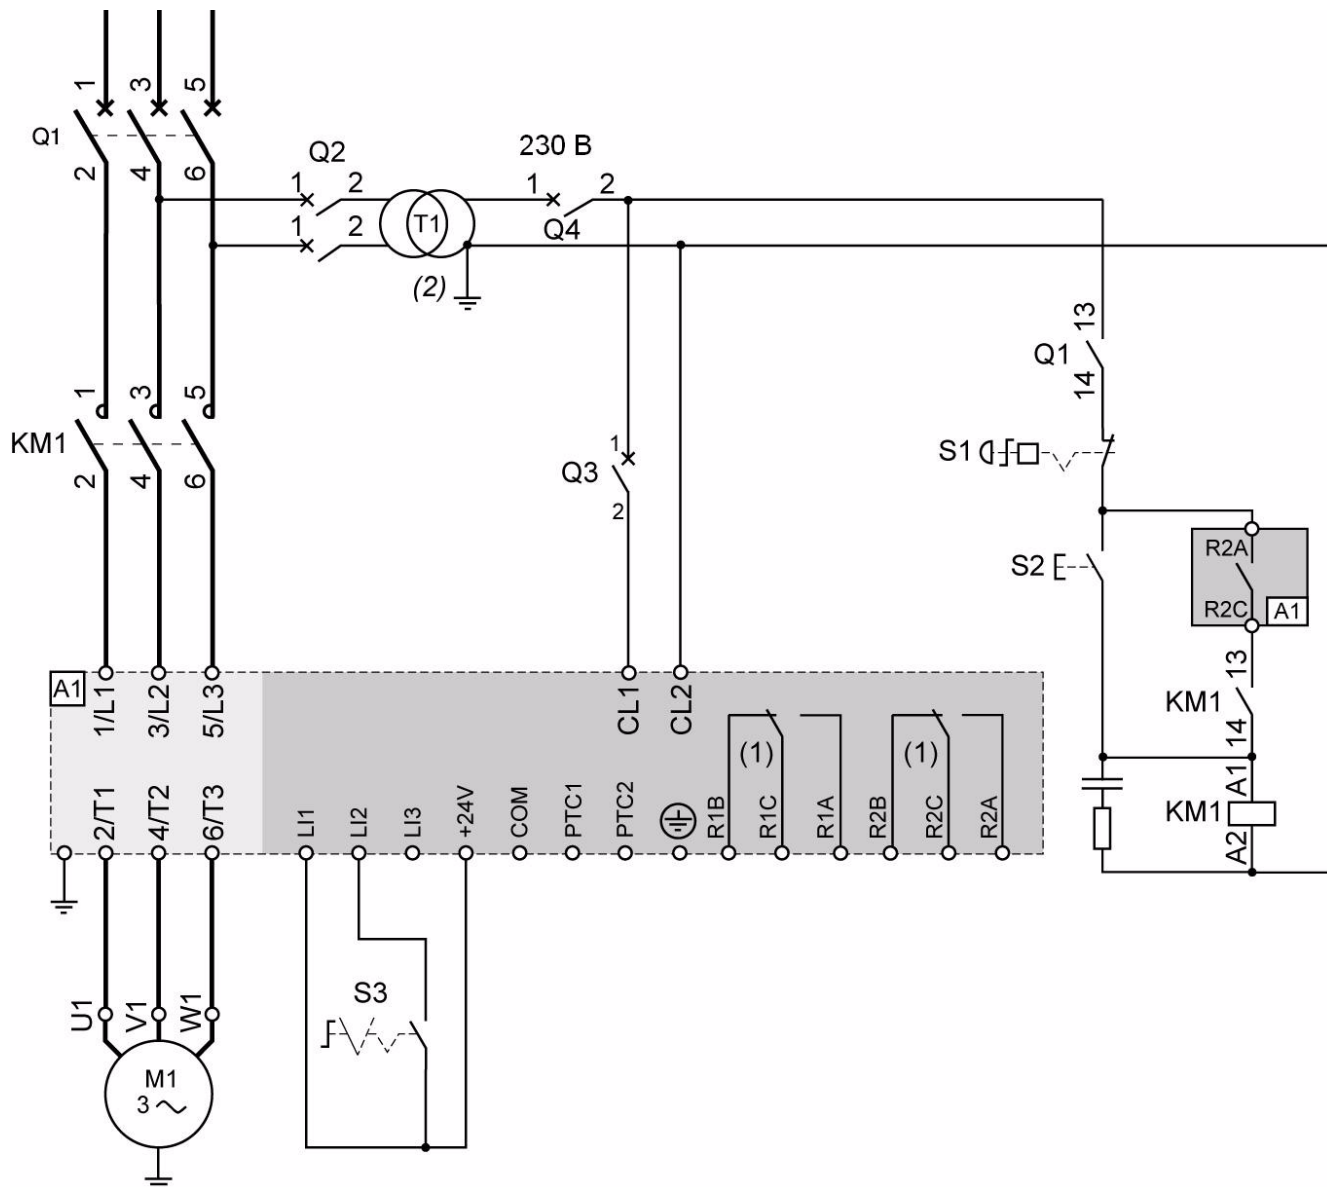 1 3 5
Q1
2 4 6
Q2
230 В
1 2
1 2
T1
1 2
Q4
(2)
13
Q1
14
1 3 5
KM1
2 4 6
1
Q3
2
S1
S2
R2A
R2C A1
13
KM1
14
A1
1/L1 3/L2 5/L3
CL1 CL2
(1) (1)
2/T1 4/T2 6/T3
LI1 LI2 LI3 +24V COM PTC1 PTC2 R1B R1C R1A R2B R2C R2A
A1
KM1
A2
S3
U1 V1 W1
M1
3